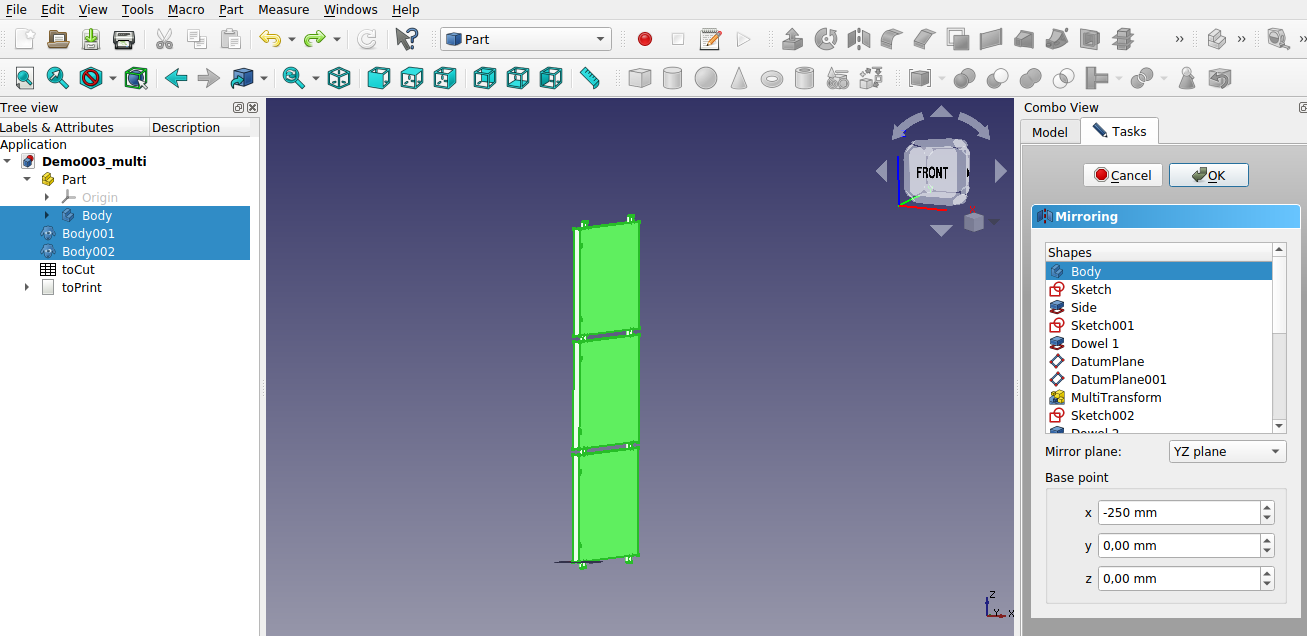 File Edit View Tools Macro Part Measure Windows Help
Part
Tree view
Labels & Attributes Description
Application
Demo003_multi
Part
Origin
Body
Body001
Body002
toCut
toPrint
FRONT
Z
Y
X
Combo View
Model Tasks
Cancel OK
Mirroring
Shapes
Body
Sketch
Side
Sketch001
Dowel 1
DatumPlane
DatumPlane001
MultiTransform
Sketch002
Dowel 2
Mirror plane: YZ plane
Base point
x -250 mm
y 0,00 mm
z 0,00 mm